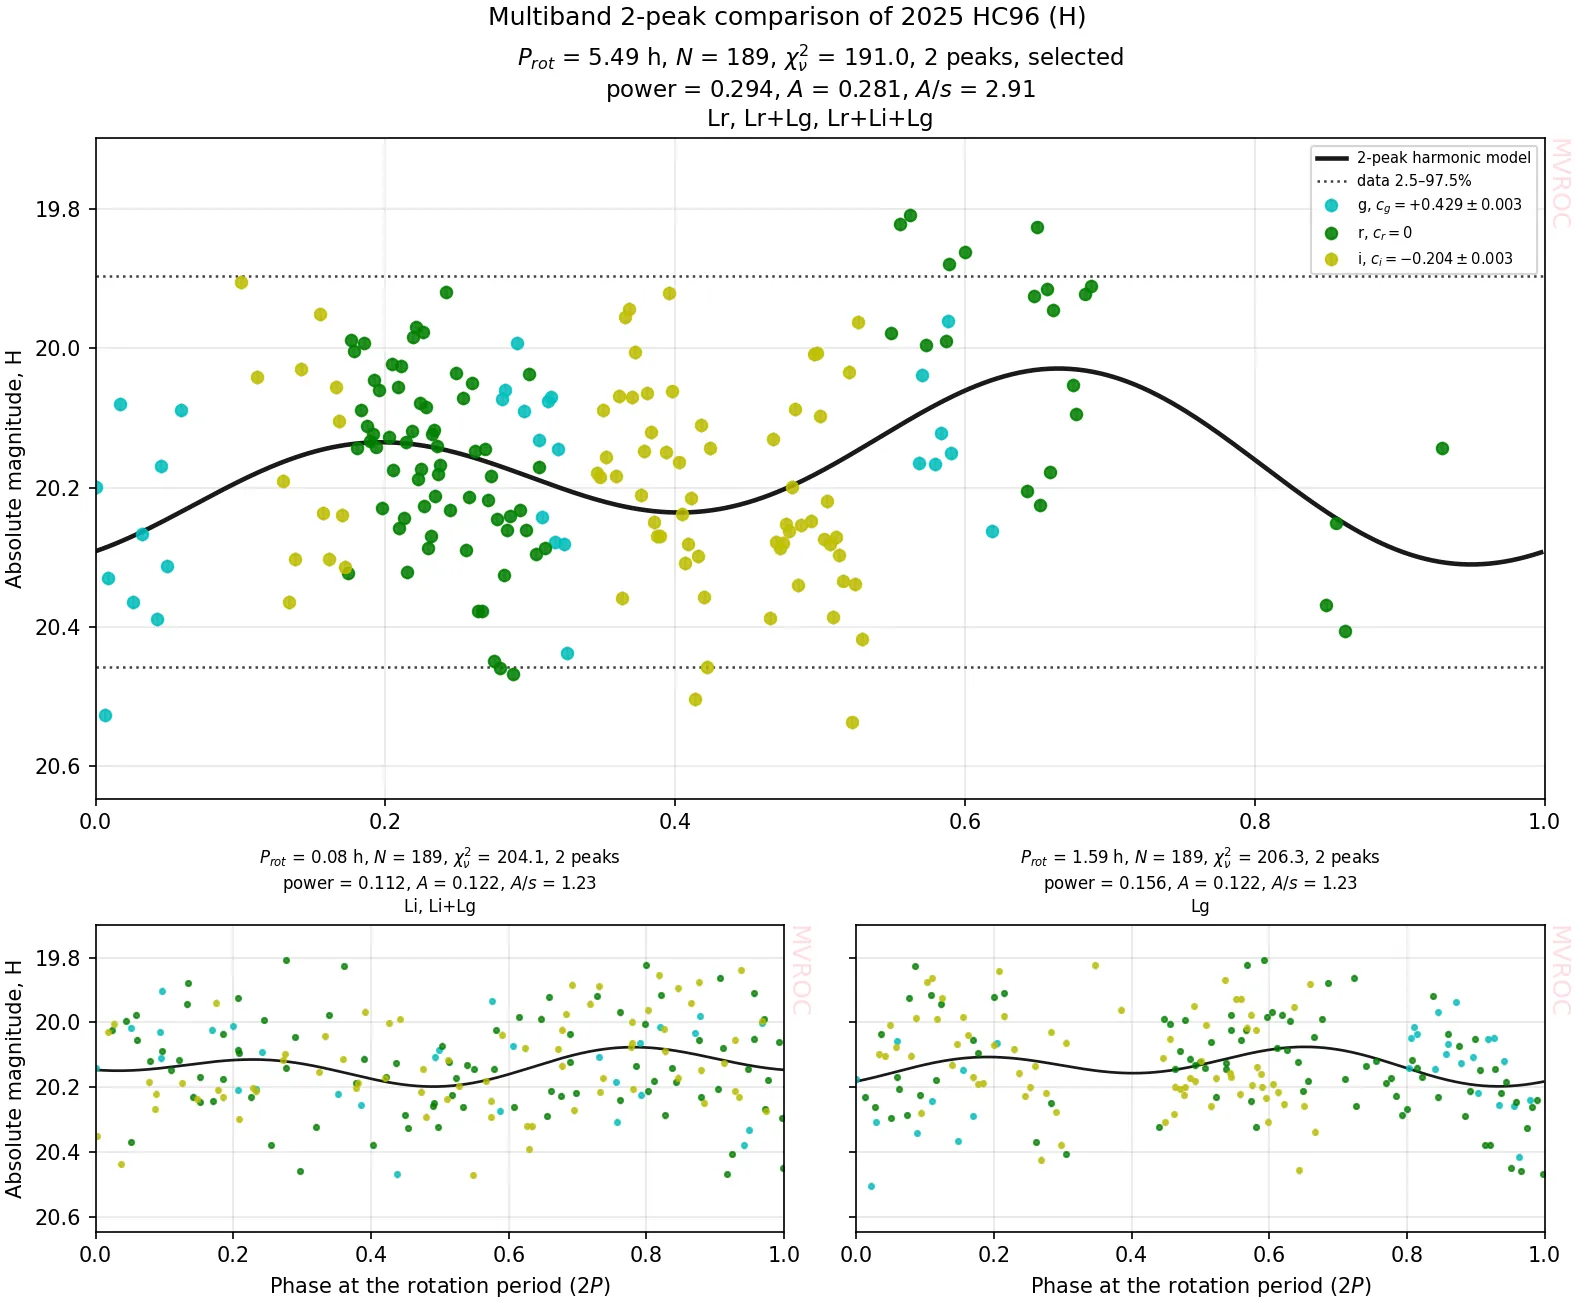 Multiband 2-peak comparison of 2025 HC96 (H)
P_rot = 5.49 h, N = 189, χ²_ν = 191.0, 2 peaks, selected
power = 0.294, A = 0.281, A/s = 2.91
Lr, Lr+Lg, Lr+Li+Lg
2-peak harmonic model
data 2.5–97.5%
g, c_g = +0.429 ± 0.003
r, c_r = 0
i, c_i = −0.204 ± 0.003
MVROC
Absolute magnitude, H
19.8
20.0
20.2
20.4
20.6
0.0 0.2 0.4 0.6 0.8 1.0
P_rot = 0.08 h, N = 189, χ²_ν = 204.1, 2 peaks
power = 0.112, A = 0.122, A/s = 1.23
Li, Li+Lg
MVROC
Absolute magnitude, H
19.8
20.0
20.2
20.4
20.6
0.0 0.2 0.4 0.6 0.8 1.0
Phase at the rotation period (2P)
P_rot = 1.59 h, N = 189, χ²_ν = 206.3, 2 peaks
power = 0.156, A = 0.122, A/s = 1.23
Lg
MVROC
0.0 0.2 0.4 0.6 0.8 1.0
Phase at the rotation period (2P)